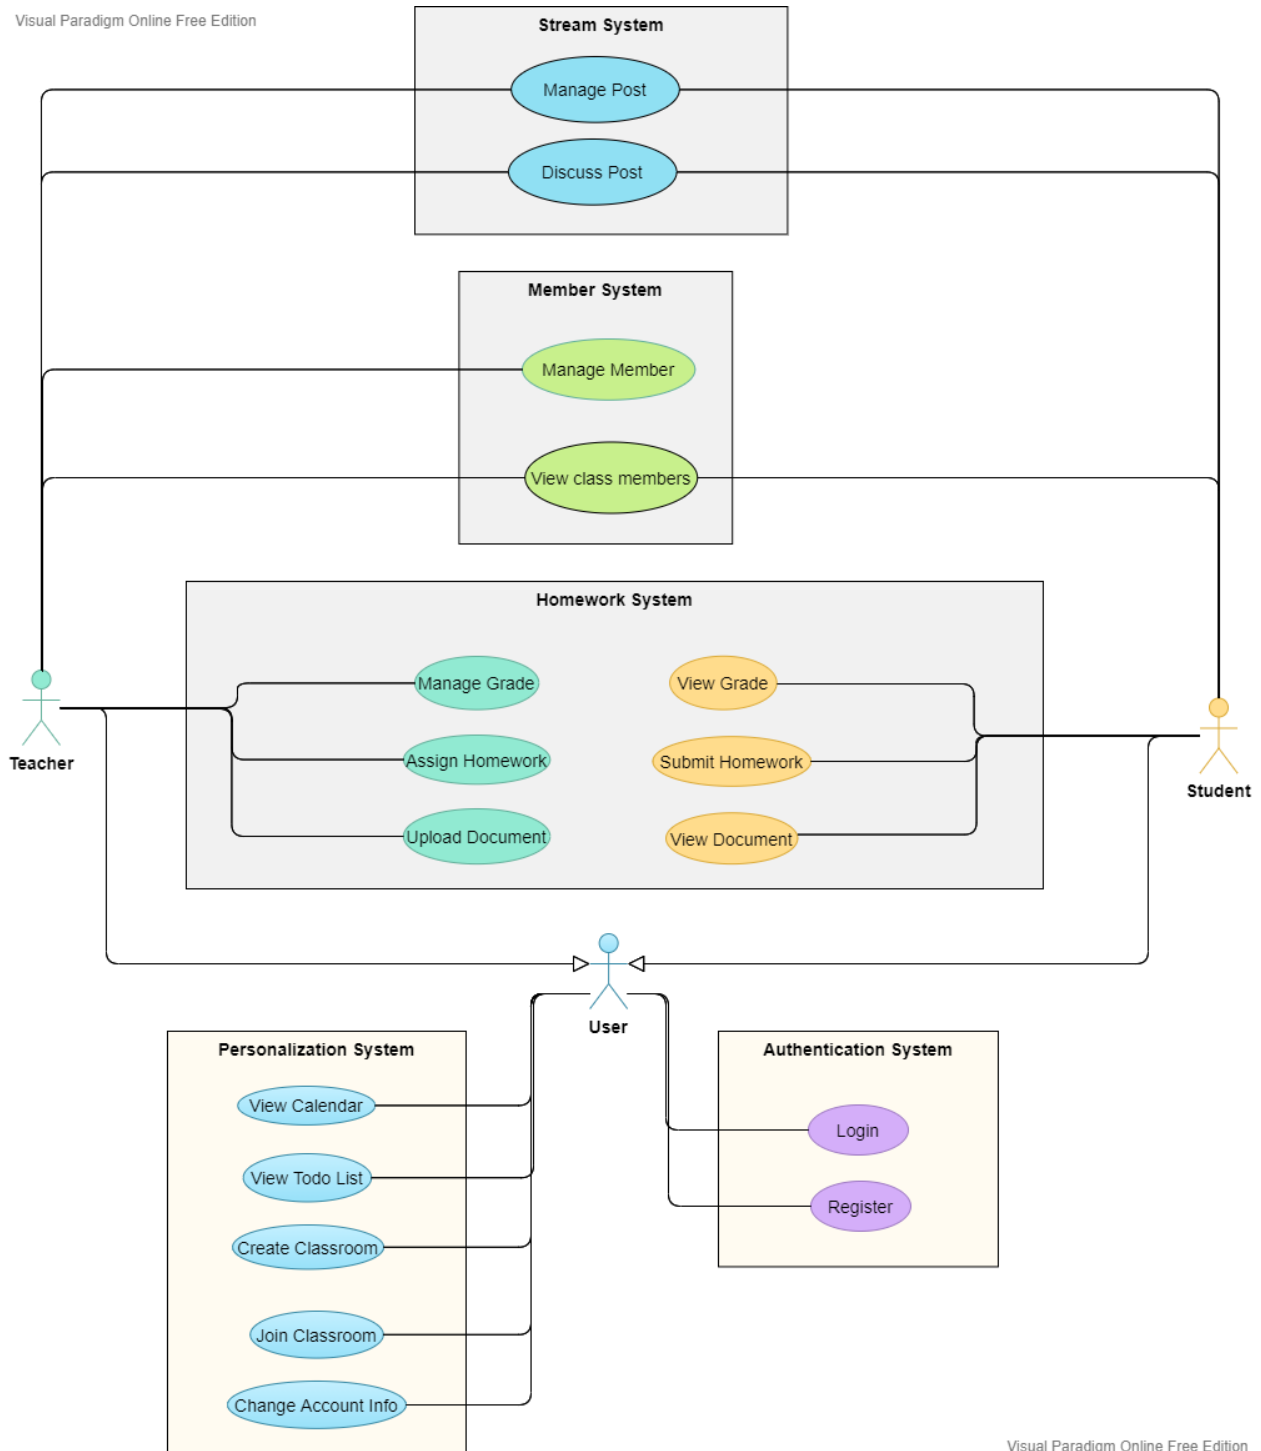 Visual Paradigm Online Free Edition
Stream System
Manage Post
Discuss Post
Member System
Manage Member
View class members
Homework System
Manage Grade
View Grade
Assign Homework
Submit Homework
Upload Document
View Document
Teacher
Student
User
Personalization System
View Calendar
View Todo List
Create Classroom
Join Classroom
Change Account Info
Authentication System
Login
Register
Visual Paradigm Online Free Edition